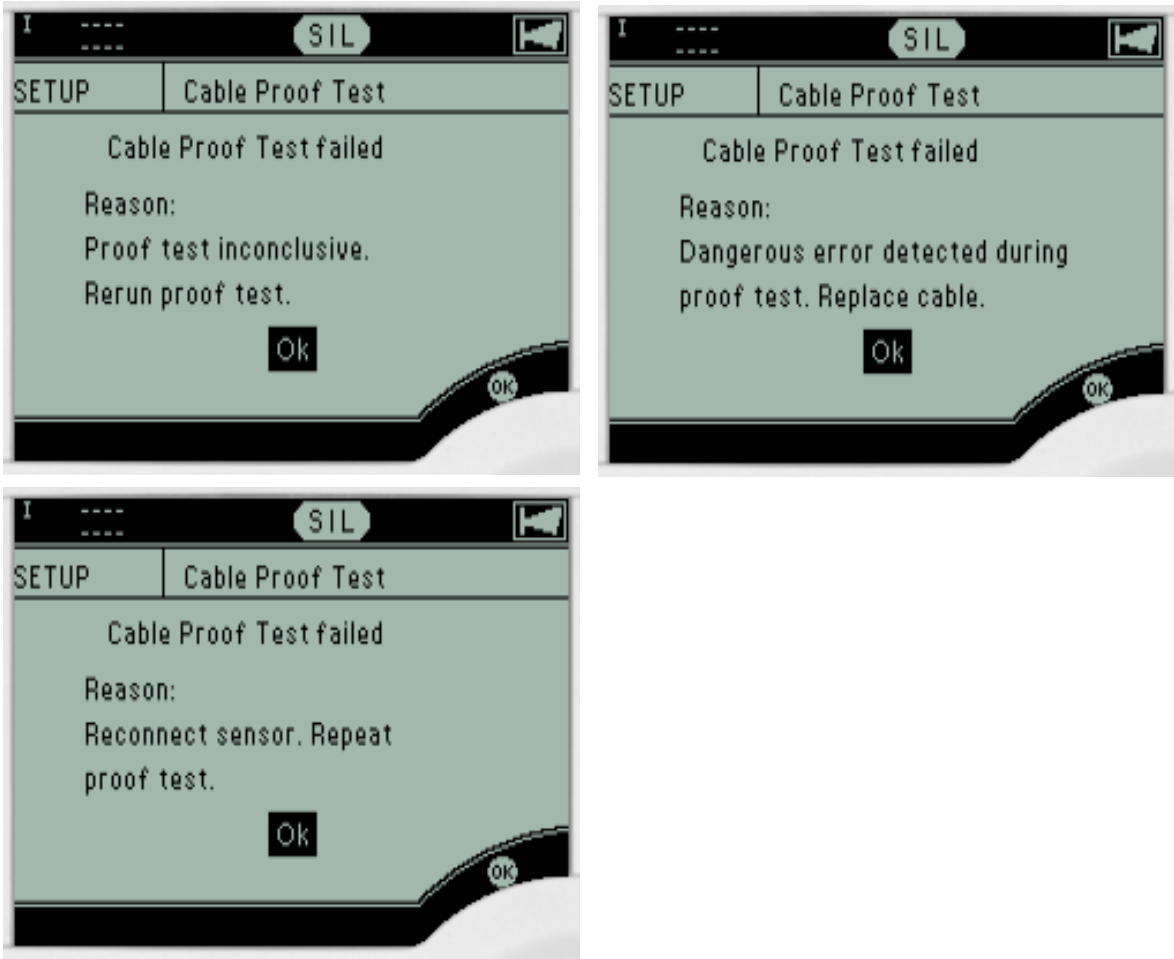 I ---- ---- SIL
SETUP Cable Proof Test
Cable Proof Test failed
Reason:
Proof test inconclusive.
Rerun proof test.
Ok
OK
I ---- ---- SIL
SETUP Cable Proof Test
Cable Proof Test failed
Reason:
Dangerous error detected during
proof test. Replace cable.
Ok
OK
I ---- ---- SIL
SETUP Cable Proof Test
Cable Proof Test failed
Reason:
Reconnect sensor. Repeat
proof test.
Ok
OK